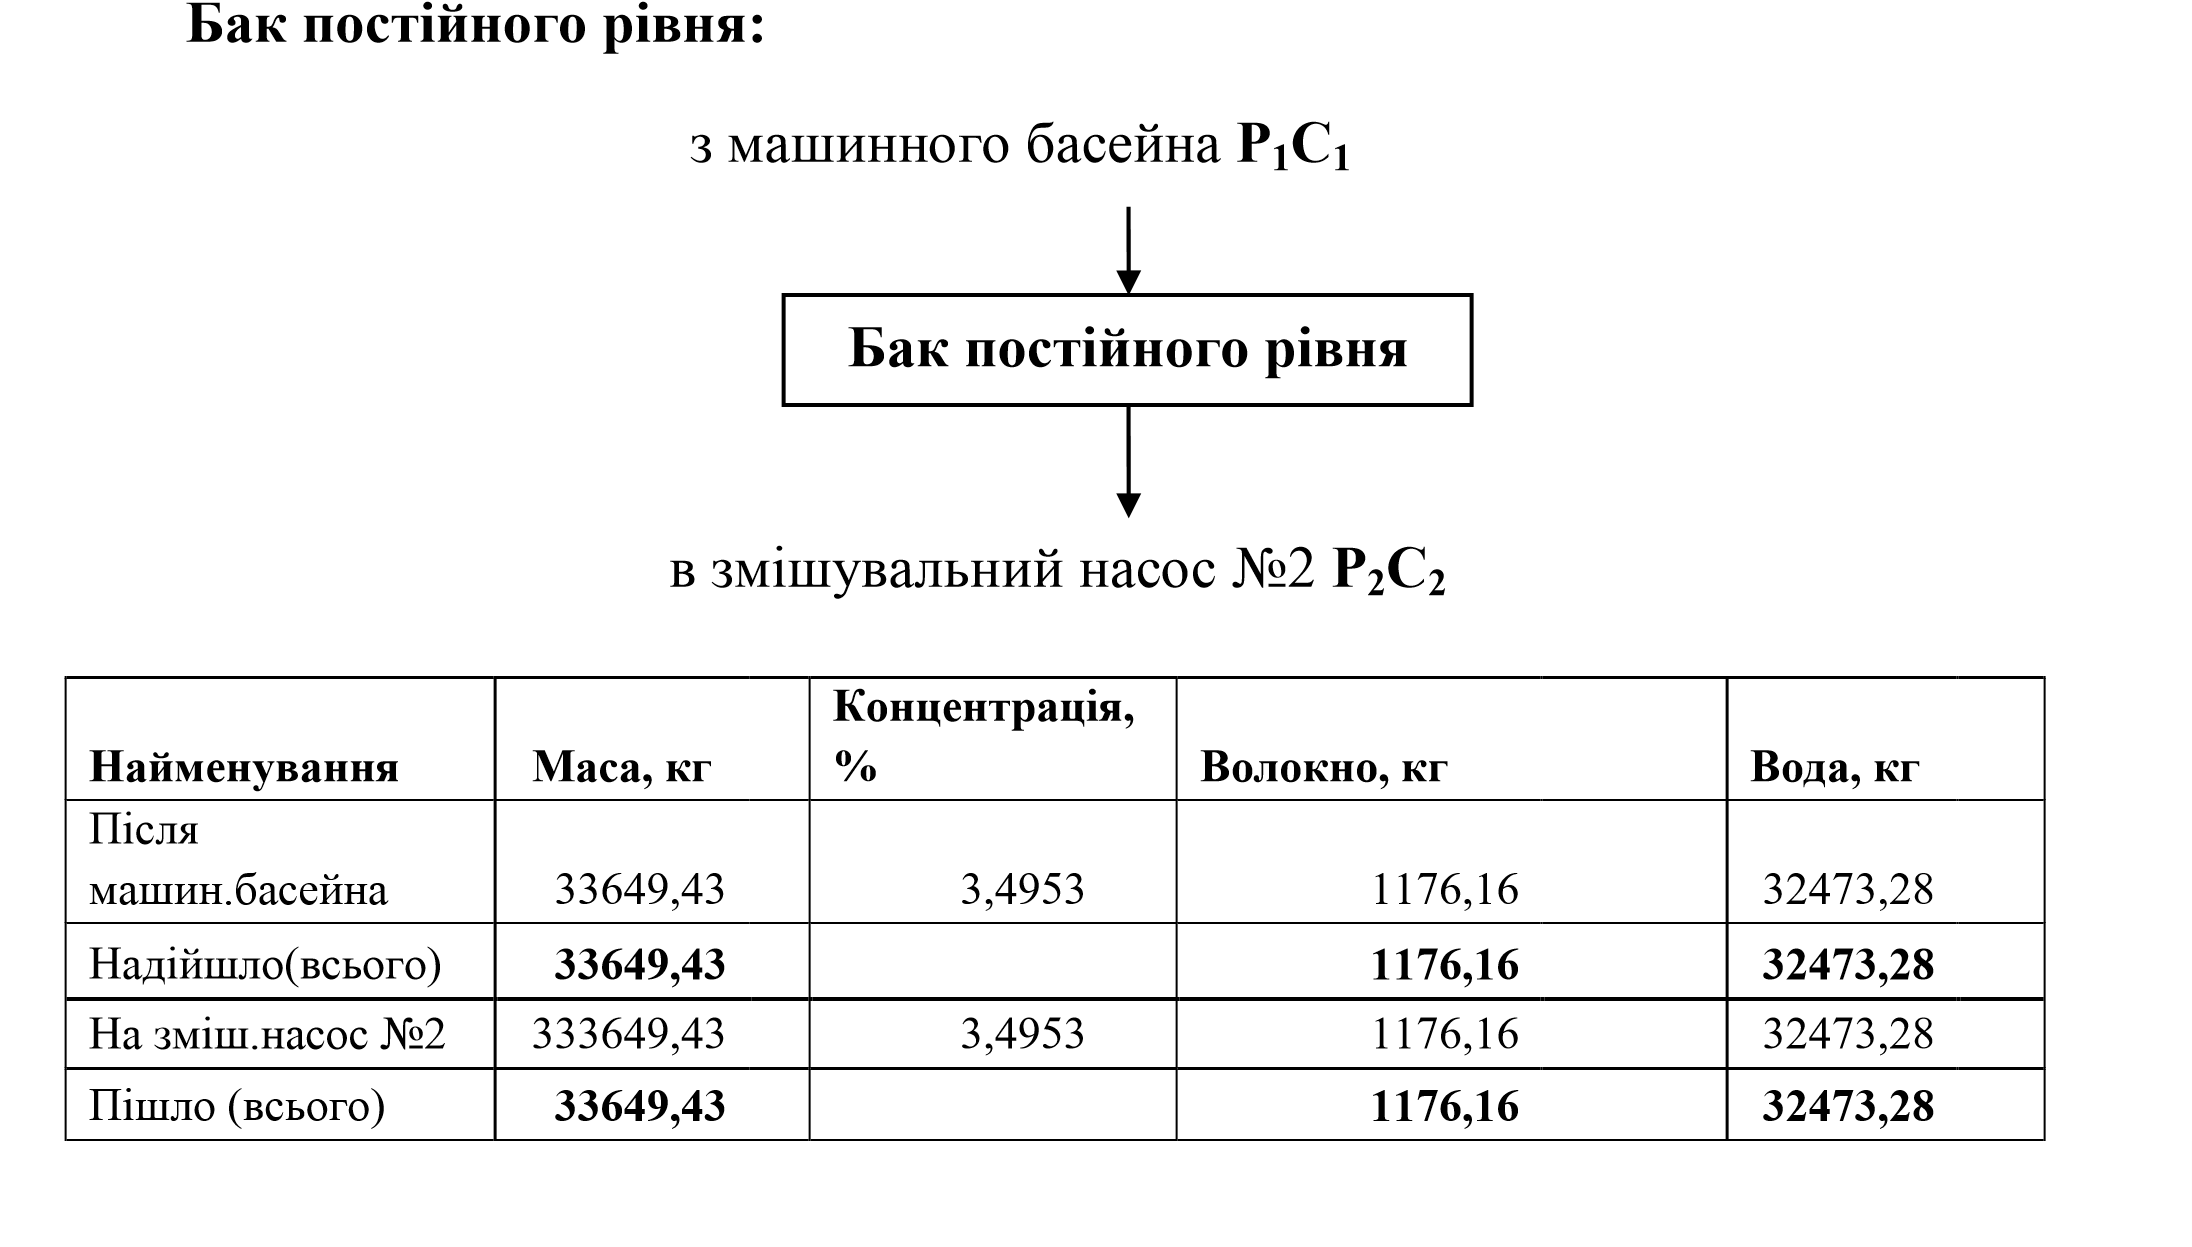 Бак постійного рівня:
з машинного басейна P₁C₁
Бак постійного рівня
в змішувальний насос №2 P₂C₂
Найменування Маса, кг Концентрація, % Волокно, кг Вода, кг
Після машин.басейна 33649,43 3,4953 1176,16 32473,28
Надійшло(всього) 33649,43 1176,16 32473,28
На зміш.насос №2 333649,43 3,4953 1176,16 32473,28
Пішло (всього) 33649,43 1176,16 32473,28